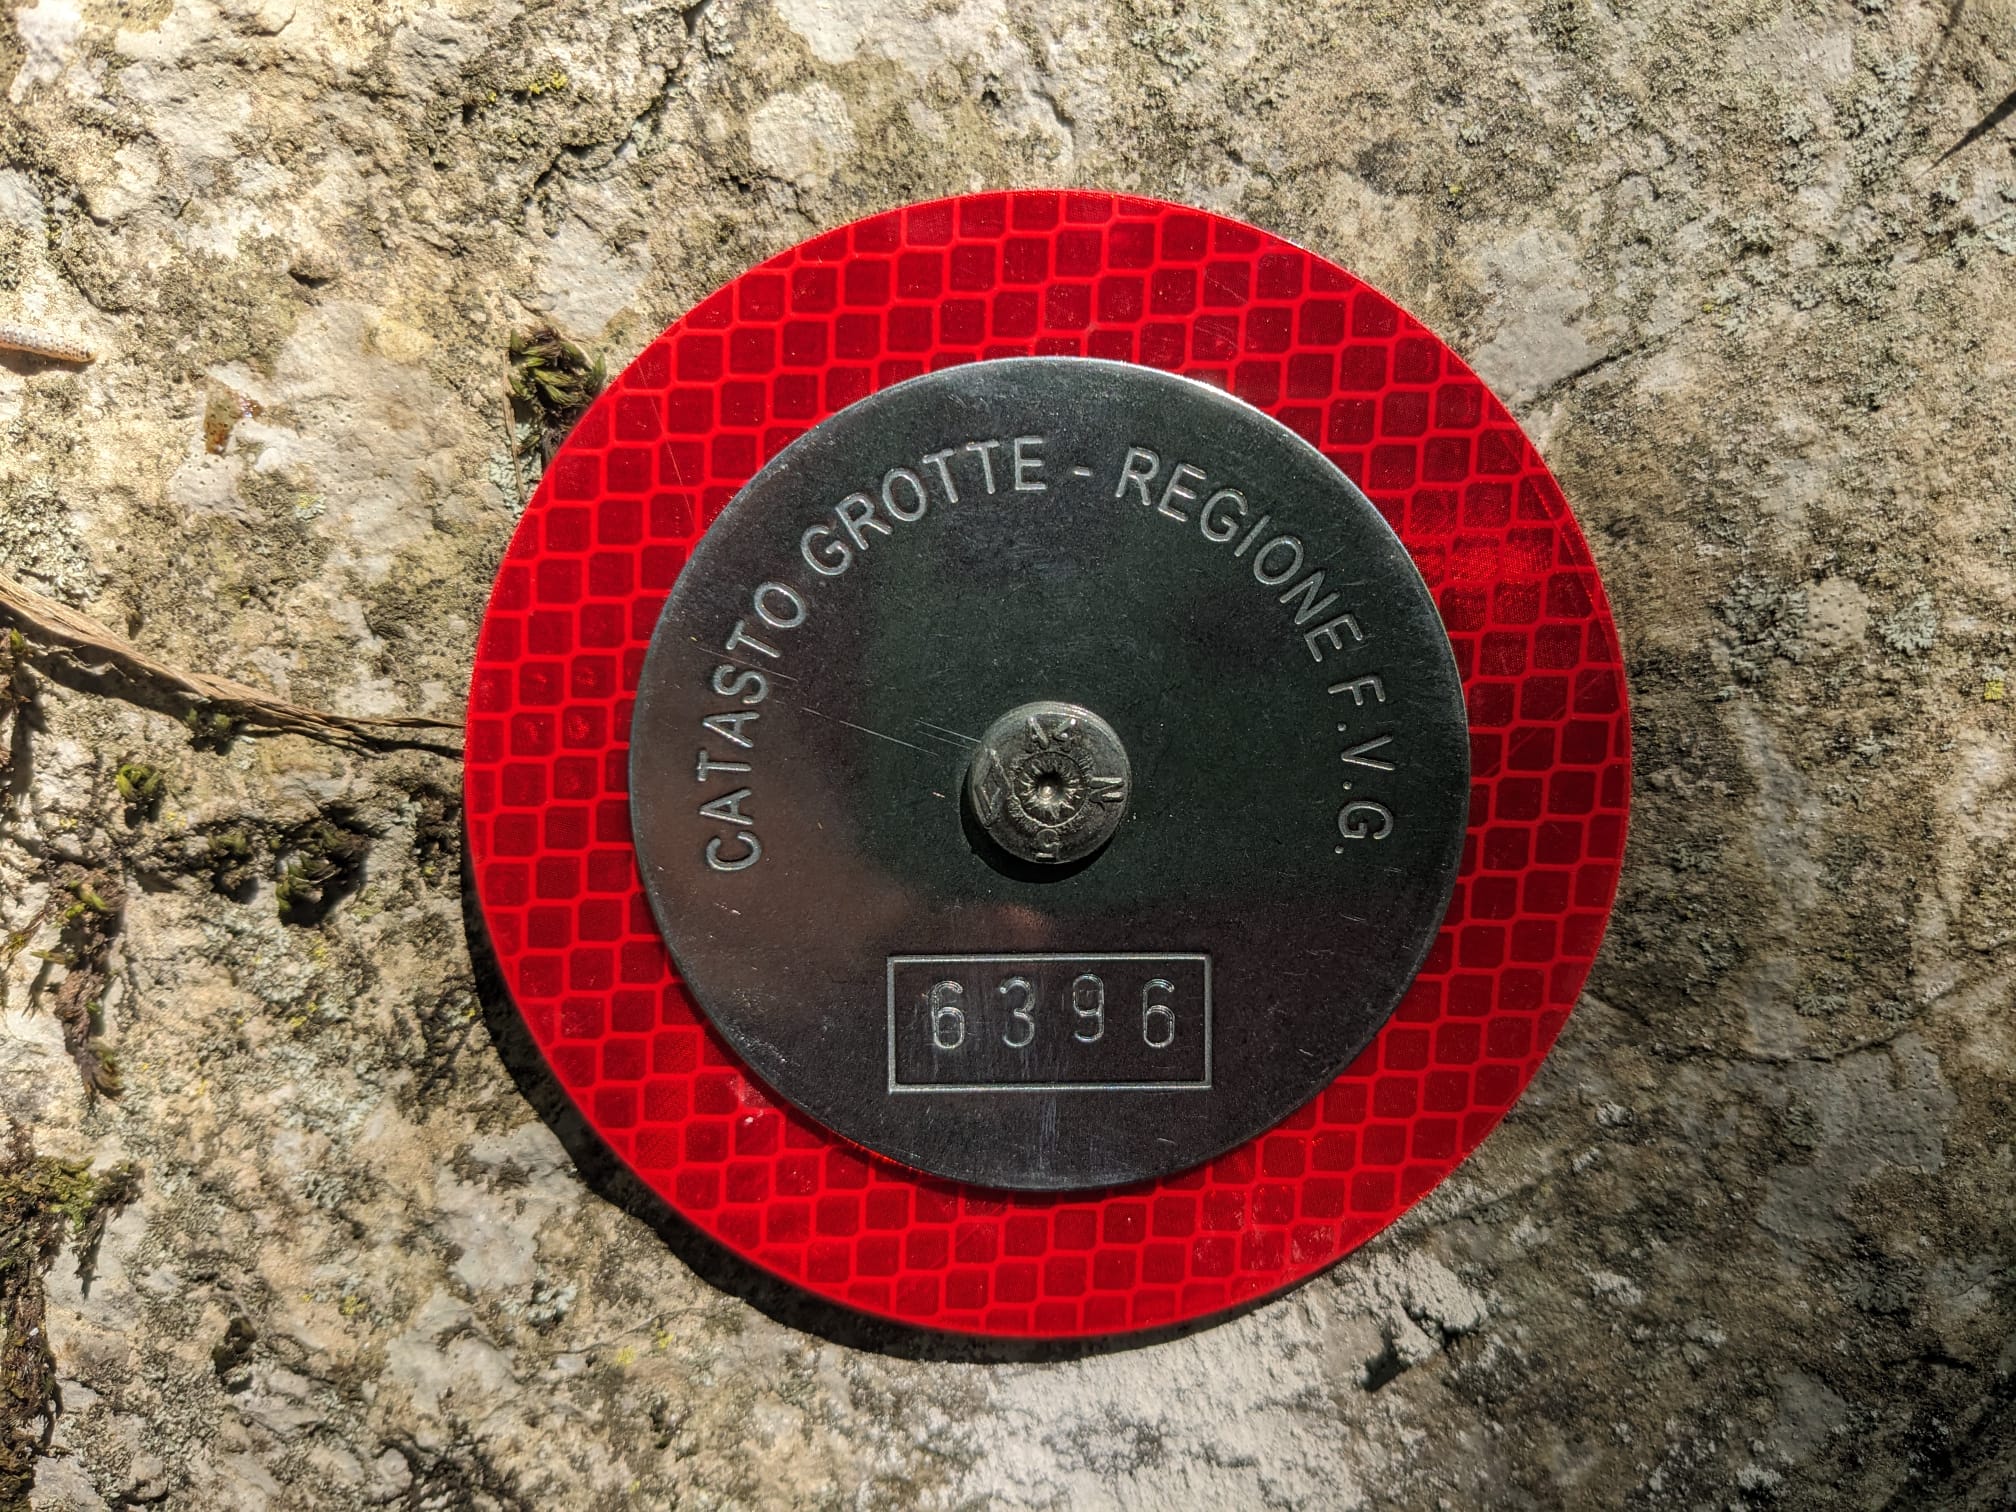 CATASTO GROTTE - REGIONE F.V.G.
6396